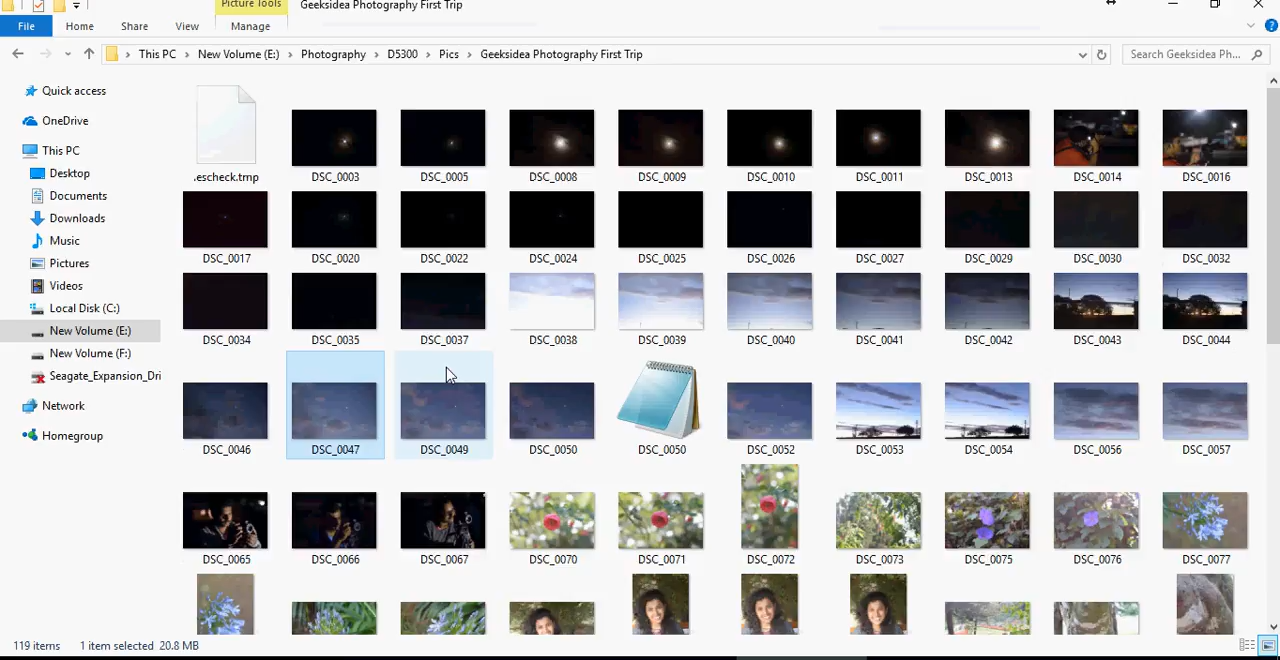 Picture Tools
Geeksidea Photography First Trip
File Home Share View Manage
This PC New Volume (E:) Photography D5300 Pics Geeksidea Photography First Trip
Search Geeksidea Ph...
Quick access
OneDrive
This PC
Desktop
Documents
Downloads
Music
Pictures
Videos
Local Disk (C:)
New Volume (E:)
New Volume (F:)
Seagate_Expansion_Dri
Network
Homegroup
.escheck.tmp DSC_0003 DSC_0005 DSC_0008 DSC_0009 DSC_0010 DSC_0011 DSC_0013 DSC_0014 DSC_0016
DSC_0017 DSC_0020 DSC_0022 DSC_0024 DSC_0025 DSC_0026 DSC_0027 DSC_0029 DSC_0030 DSC_0032
DSC_0034 DSC_0035 DSC_0037 DSC_0038 DSC_0039 DSC_0040 DSC_0041 DSC_0042 DSC_0043 DSC_0044
DSC_0046 DSC_0047 DSC_0049 DSC_0050 DSC_0050 DSC_0052 DSC_0053 DSC_0054 DSC_0056 DSC_0057
DSC_0065 DSC_0066 DSC_0067 DSC_0070 DSC_0071 DSC_0072 DSC_0073 DSC_0075 DSC_0076 DSC_0077
119 items 1 item selected 20.8 MB